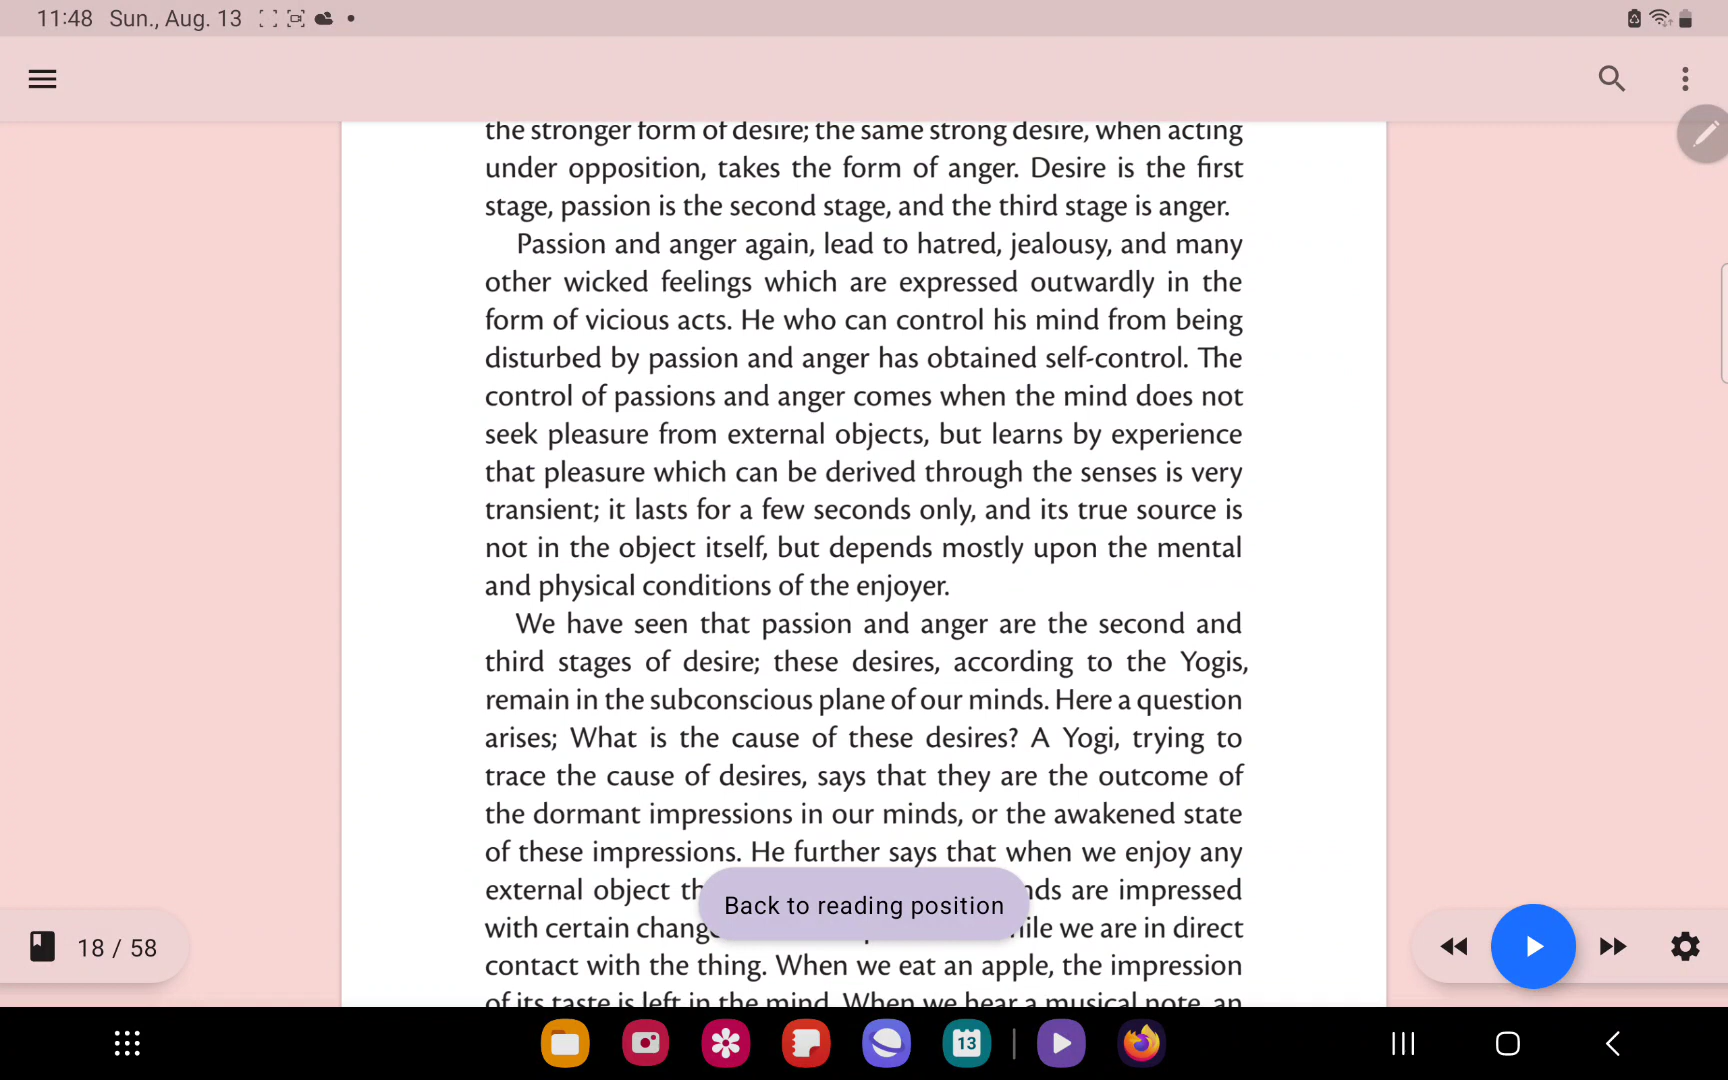 11:48 Sun., Aug. 13
the stronger form of desire; the same strong desire, when acting
under opposition, takes the form of anger. Desire is the first
stage, passion is the second stage, and the third stage is anger.
Passion and anger again, lead to hatred, jealousy, and many
other wicked feelings which are expressed outwardly in the
form of vicious acts. He who can control his mind from being
disturbed by passion and anger has obtained self-control. The
control of passions and anger comes when the mind does not
seek pleasure from external objects, but learns by experience
that pleasure which can be derived through the senses is very
transient; it lasts for a few seconds only, and its true source is
not in the object itself, but depends mostly upon the mental
and physical conditions of the enjoyer.
We have seen that passion and anger are the second and
third stages of desire; these desires, according to the Yogis,
remain in the subconscious plane of our minds. Here a question
arises; What is the cause of these desires? A Yogi, trying to
trace the cause of desires, says that they are the outcome of
the dormant impressions in our minds, or the awakened state
of these impressions. He further says that when we enjoy any
external object are impressed
Back to reading position
with certain we are in direct
18 / 58
contact with the thing. When we eat an apple, the impression
of its taste is left in the mind. When we hear a musical note, an
13